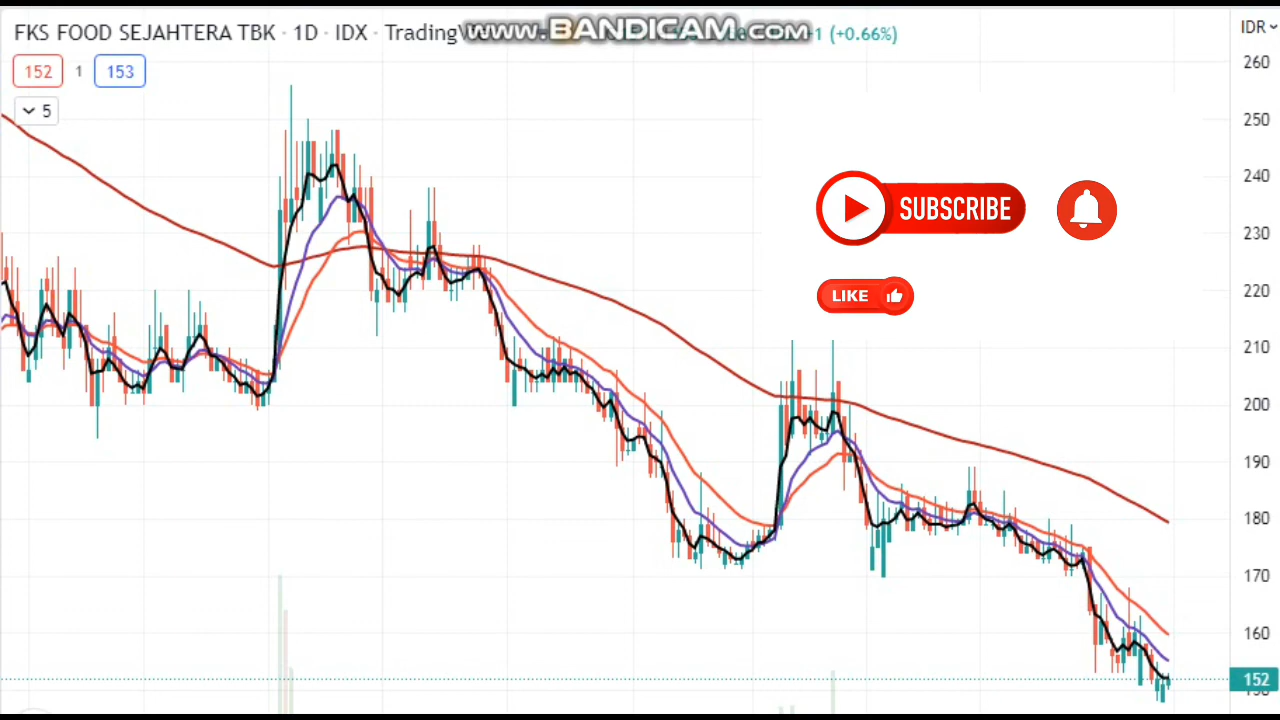 FKS FOOD SEJAHTERA TBK · 1D · IDX ·
www.BANDICAM.com
+1 (+0.66%)
IDR
152 1 153
5
260
250
240
230
220
210
200
190
180
170
160
152
SUBSCRIBE
LIKE